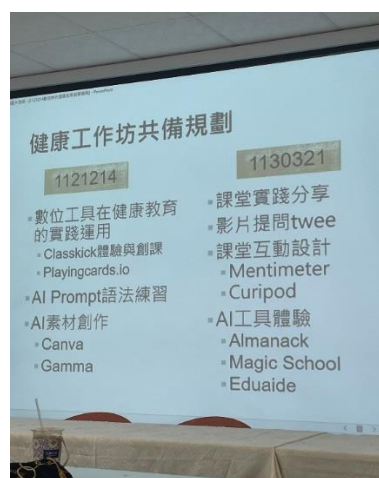 健康工作坊共備規劃
1121214
數位工具在健康教育
的實踐運用
Classkick體驗與創課
Playingcards.io
AI Prompt語法練習
AI素材創作
Canva
Gamma
1130321
課堂實踐分享
影片提問twee
課堂互動設計
Mentimeter
Curipod
AI工具體驗
Almanack
Magic School
Eduaide